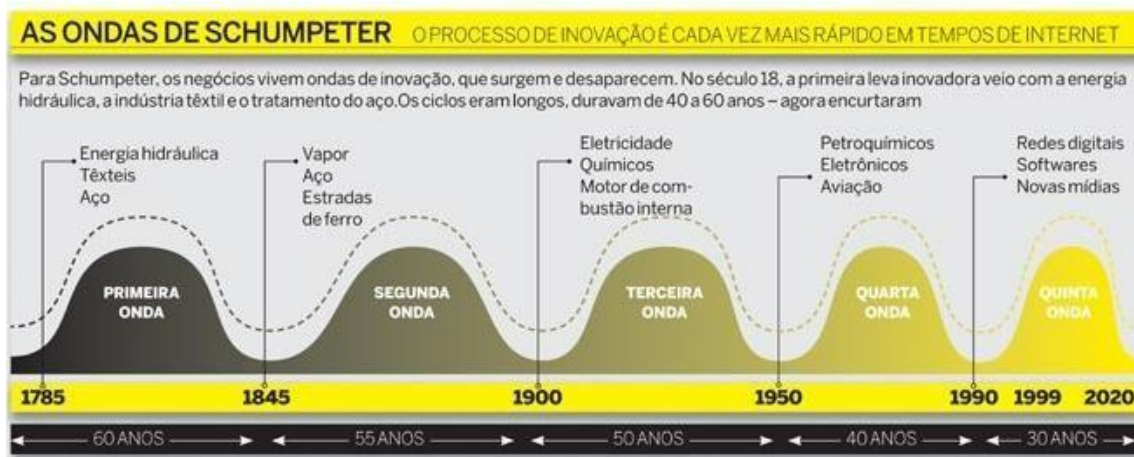 AS ONDAS DE SCHUMPETER O PROCESSO DE INOVAÇÃO É CADA VEZ MAIS RÁPIDO EM TEMPOS DE INTERNET
Para Schumpeter, os negócios vivem ondas de inovação, que surgem e desaparecem. No século 18, a primeira leva inovadora veio com a energia
hidráulica, a indústria têxtil e o tratamento do aço.Os ciclos eram longos, duravam de 40 a 60 anos – agora encurtaram
Energia hidráulica
Têxteis
Aço
Vapor
Aço
Estradas
de ferro
Eletricidade
Químicos
Motor de com-
bustão interna
Petroquímicos
Eletrônicos
Aviação
Redes digitais
Softwares
Novas mídias
PRIMEIRA
ONDA
SEGUNDA
ONDA
TERCEIRA
ONDA
QUARTA
ONDA
QUINTA
ONDA
1785 1845 1900 1950 1990 1999 2020
60 ANOS 55 ANOS 50 ANOS 40 ANOS 30 ANOS